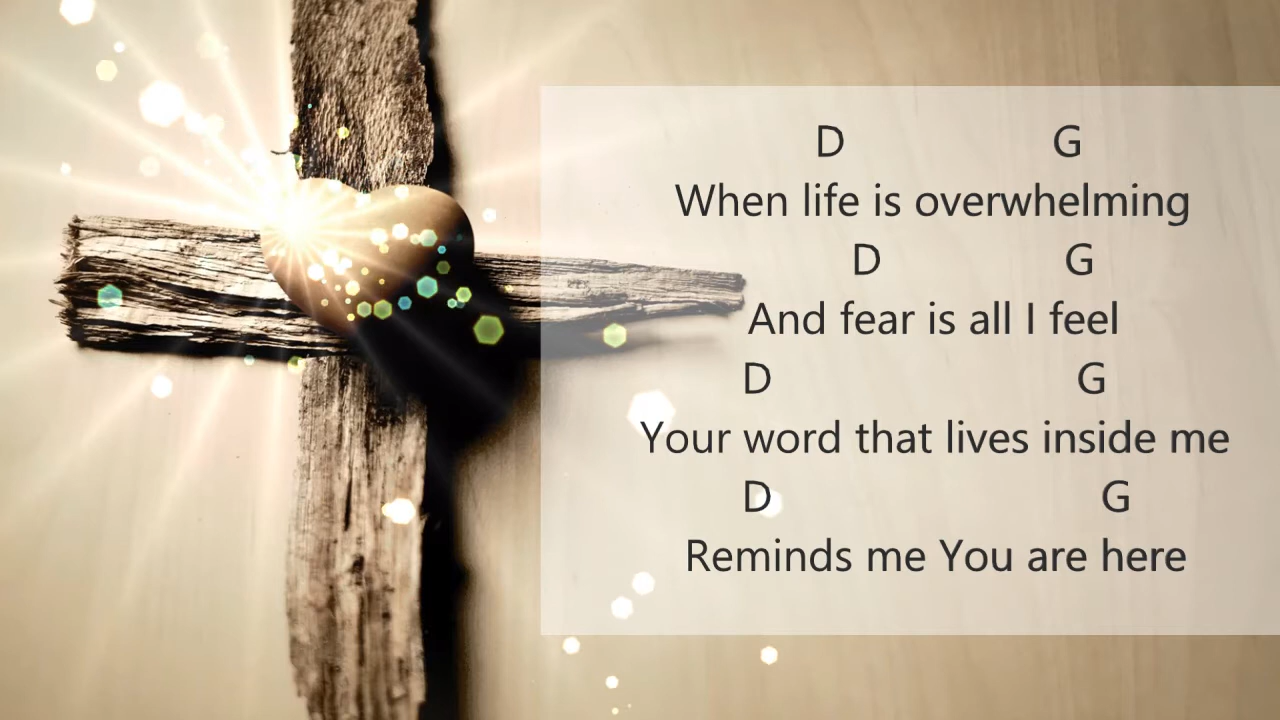 D G
When life is overwhelming
D G
And fear is all I feel
D G
Your word that lives inside me
D G
Reminds me You are here